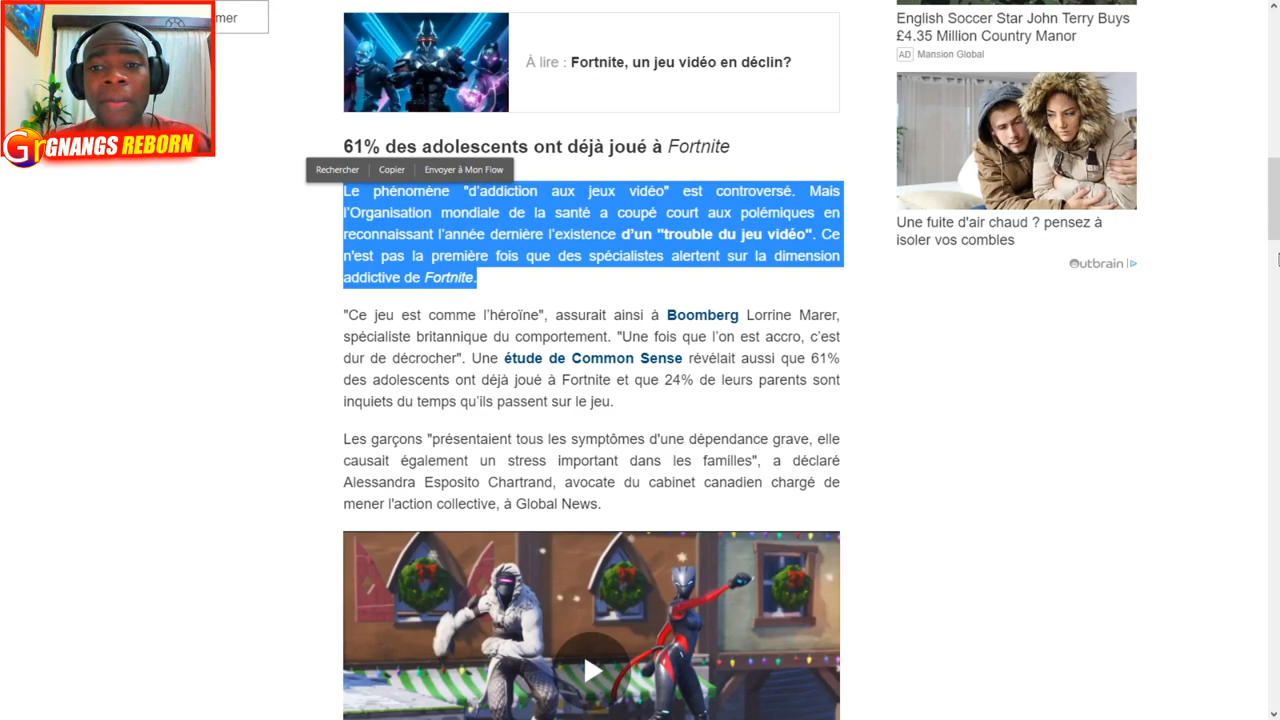 mer
GNANGS REBORN
À lire : Fortnite, un jeu vidéo en déclin?
61% des adolescents ont déjà joué à Fortnite
Rechercher Copier Envoyer à Mon Flow
Le phénomène "d'addiction aux jeux vidéo" est controversé. Mais
l'Organisation mondiale de la santé a coupé court aux polémiques en
reconnaissant l'année dernière l'existence d'un "trouble du jeu vidéo". Ce
n'est pas la première fois que des spécialistes alertent sur la dimension
addictive de Fortnite.
"Ce jeu est comme l'héroïne", assurait ainsi à Boomberg Lorrine Marer,
spécialiste britannique du comportement. "Une fois que l'on est accro, c'est
dur de décrocher". Une étude de Common Sense révélait aussi que 61%
des adolescents ont déjà joué à Fortnite et que 24% de leurs parents sont
inquiets du temps qu'ils passent sur le jeu.
Les garçons "présentaient tous les symptômes d'une dépendance grave, elle
causait également un stress important dans les familles", a déclaré
Alessandra Esposito Chartrand, avocate du cabinet canadien chargé de
mener l'action collective, à Global News.
English Soccer Star John Terry Buys
£4.35 Million Country Manor
AD Mansion Global
Une fuite d'air chaud ? pensez à
isoler vos combles
Outbrain